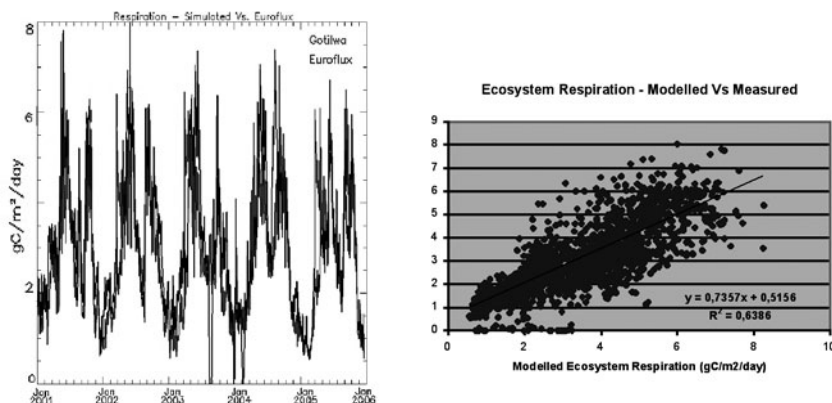 Respiration – Simulated Vs. Euroflux
8
6
4
2
0
gC/m²/day
Gotilwa
Euroflux
Jan Jan Jan Jan Jan Jan
2001 2002 2003 2004 2005 2006
Ecosystem Respiration - Modelled Vs Measured
9
8
7
6
5
4
3
2
1
0
y = 0,7357x + 0,5156
R² = 0,6386
0 2 4 6 8 10
Modelled Ecosystem Respiration (gC/m2/day)